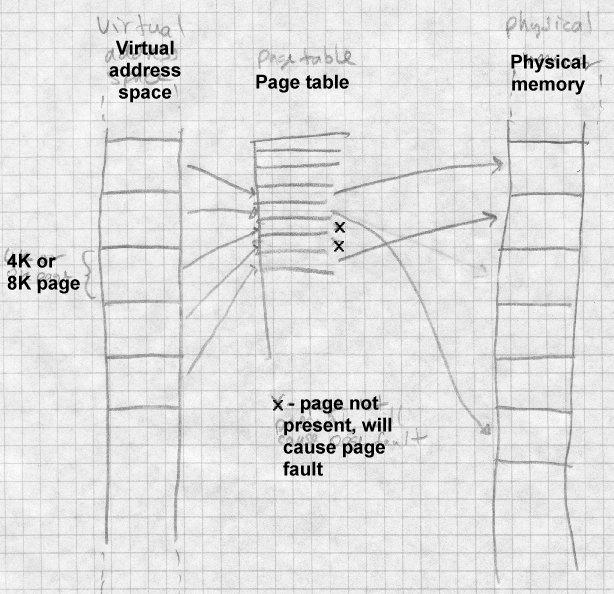 Virtual
address
space
Page table
Physical
memory
4K or
8K page
x
x
x - page not
present, will
cause page
fault